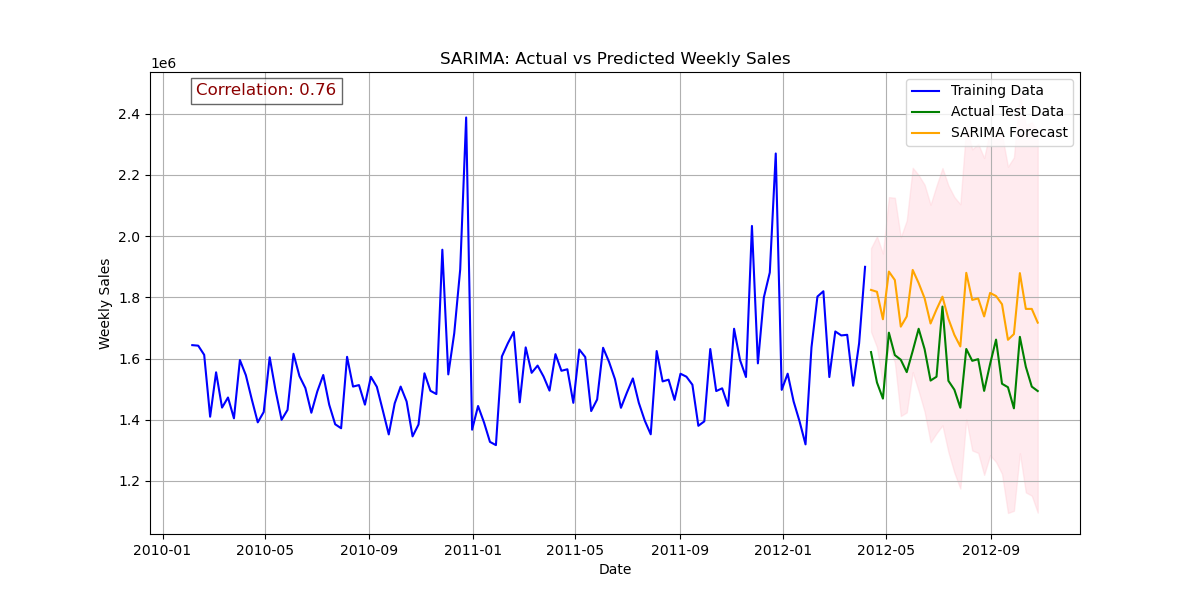 SARIMA: Actual vs Predicted Weekly Sales
1e6
Correlation: 0.76
Training Data
Actual Test Data
SARIMA Forecast
2.4
2.2
2.0
1.8
1.6
1.4
1.2
Weekly Sales
2010-01 2010-05 2010-09 2011-01 2011-05 2011-09 2012-01 2012-05 2012-09
Date